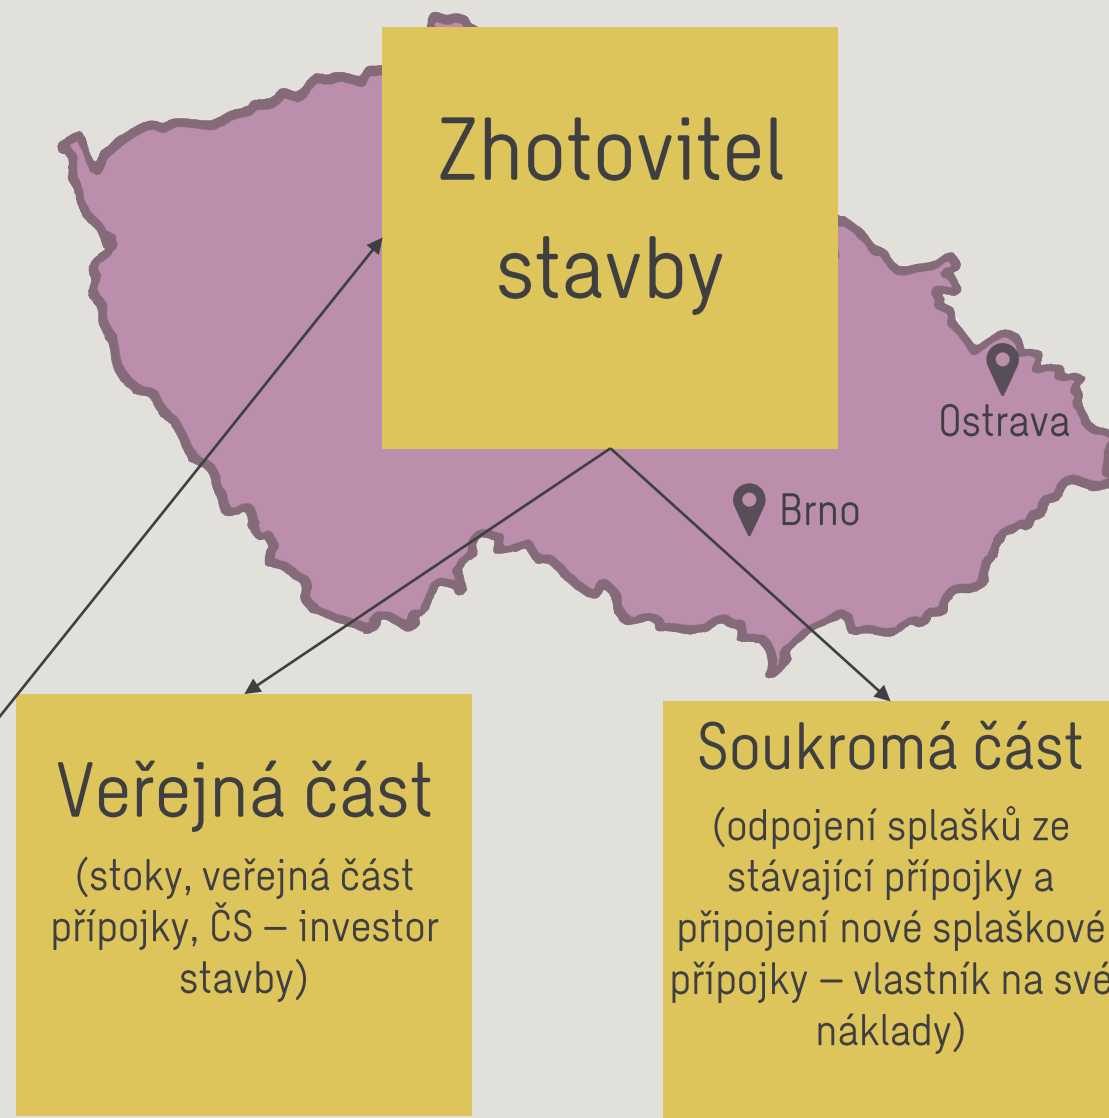 Zhotovitel
stavby
Ostrava
Brno
Veřejná část
(stoky, veřejná část
přípojky, ČS – investor
stavby)
Soukromá část
(odpojení splašků ze
stávající přípojky a
připojení nové splaškové
přípojky – vlastník na své
náklady)